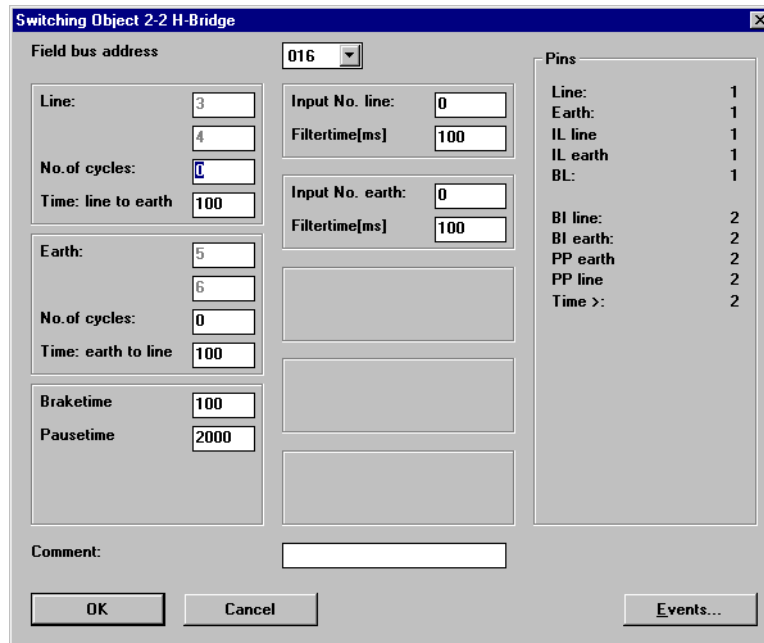 Switching Object 2-2 H-Bridge
Field bus address 016
Line: 3
4
No.of cycles: 0
Time: line to earth 100
Earth: 5
6
No.of cycles: 0
Time: earth to line 100
Braketime 100
Pausetime 2000
Input No. line: 0
Filtertime[ms] 100
Input No. earth: 0
Filtertime[ms] 100
Pins
Line: 1
Earth: 1
IL line 1
IL earth 1
BL: 1
BI line: 2
BI earth: 2
PP earth 2
PP line 2
Time >: 2
Comment:
OK Cancel Events...